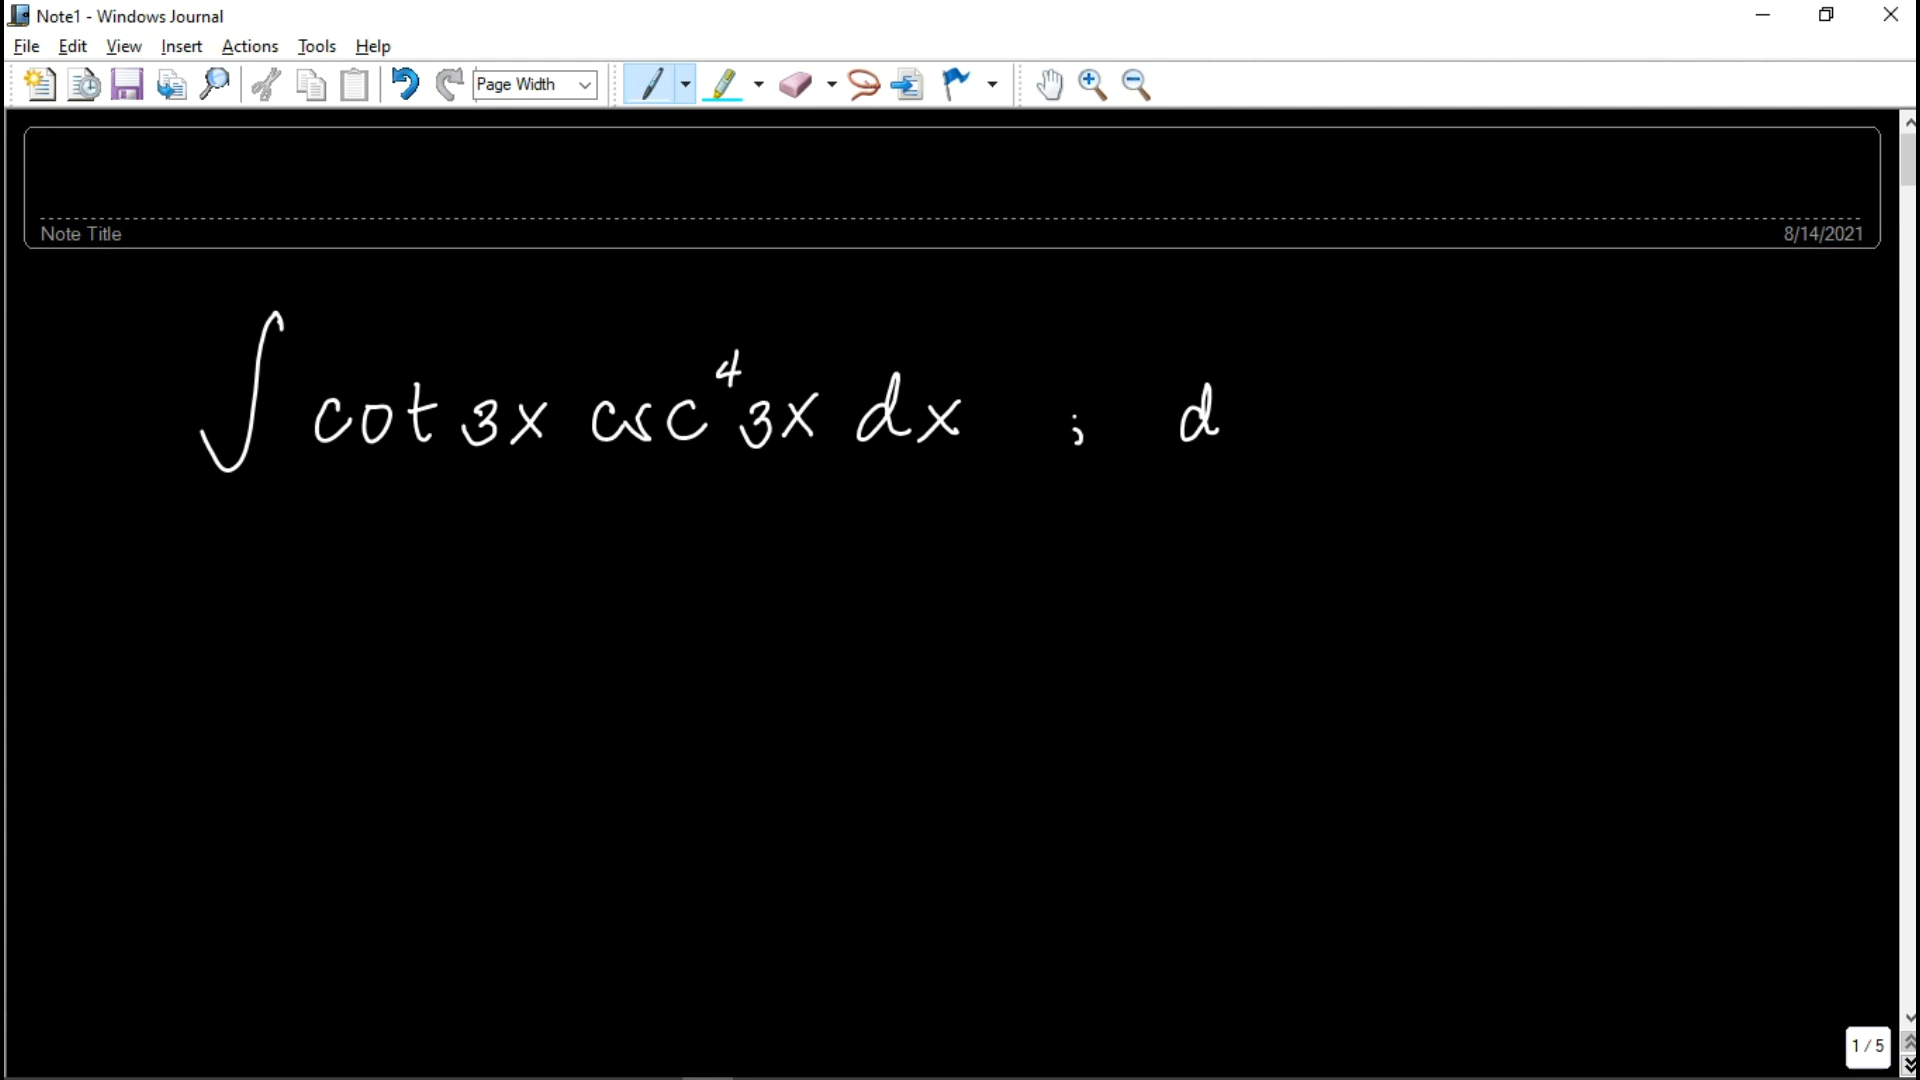 Note1 - Windows Journal
File Edit View Insert Actions Tools Help
Page Width
Note Title 8/14/2021
∫ cot 3x csc⁴ 3x dx ; d
1 / 5